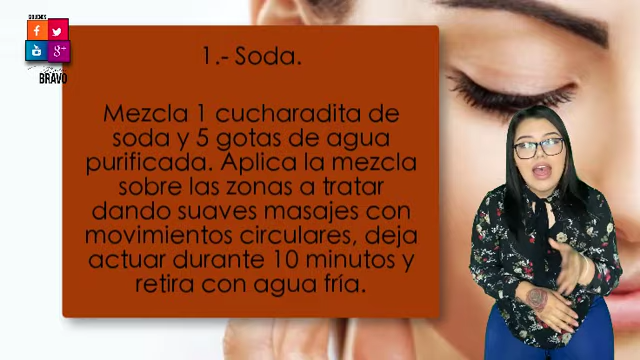 SIGUENOS
BRAVO
1.- Soda.
Mezcla 1 cucharadita de
soda y 5 gotas de agua
purificada. Aplica la mezcla
sobre las zonas a tratar
dando suaves masajes con
movimientos circulares, deja
actuar durante 10 minutos y
retira con agua fría.